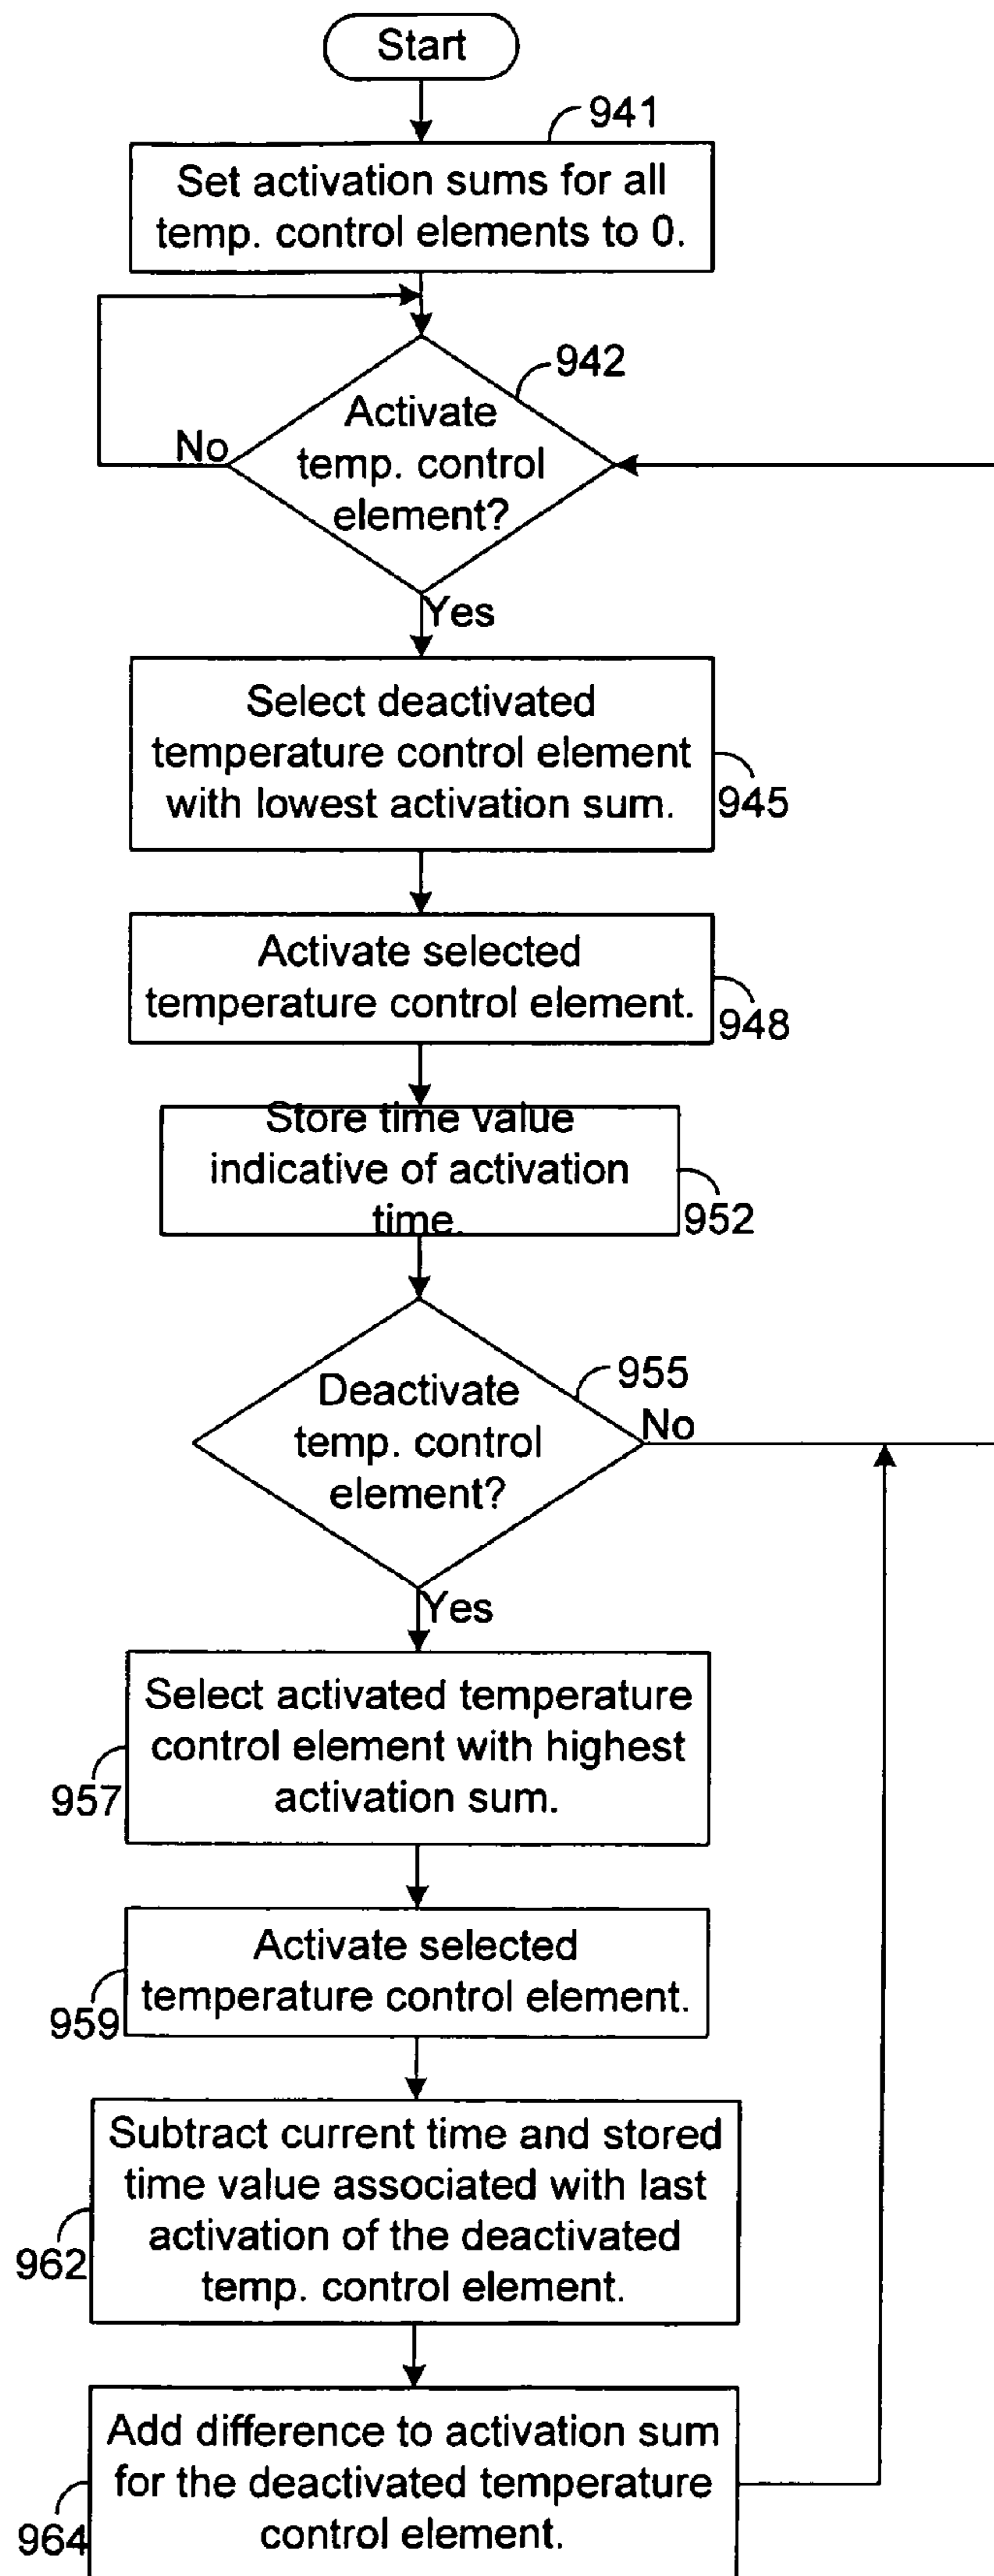 Start
941
Set activation sums for all
temp. control elements to 0.
942
Activate
temp. control
element?
No
Yes
Select deactivated
temperature control element
with lowest activation sum.
945
Activate selected
temperature control element.
948
Store time value
indicative of activation
time.
952
955
Deactivate
temp. control
element?
No
Yes
Select activated temperature
control element with highest
activation sum.
957
Activate selected
temperature control element.
959
Subtract current time and stored
time value associated with last
activation of the deactivated
temp. control element.
962
Add difference to activation sum
for the deactivated temperature
control element.
964